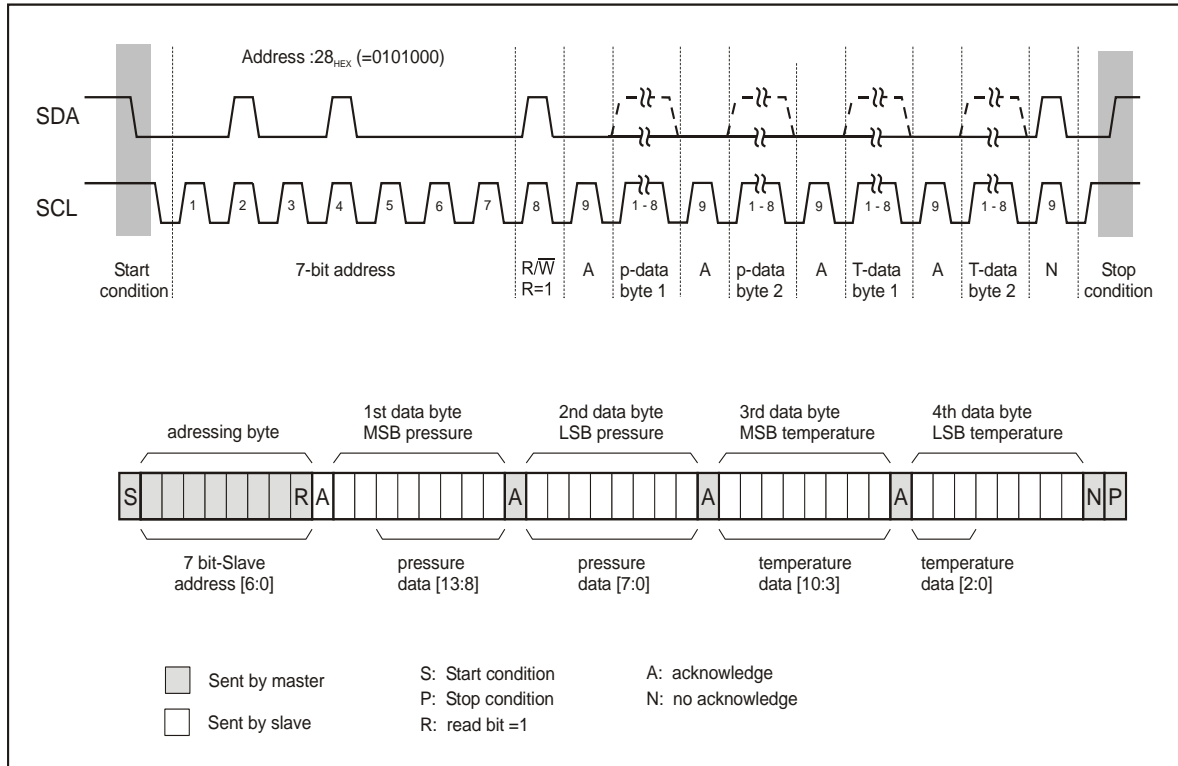 Address :28HEX (=0101000)
SDA
SCL
1 2 3 4 5 6 7 8 9 1 - 8 9 1 - 8 9 1 - 8 9 1 - 8 9
Start
condition
7-bit address
R/W̅
R=1
A
p-data
byte 1
A
p-data
byte 2
A
T-data
byte 1
A
T-data
byte 2
N
Stop
condition
adressing byte
1st data byte
MSB pressure
2nd data byte
LSB pressure
3rd data byte
MSB temperature
4th data byte
LSB temperature
S R A A A A N P
7 bit-Slave
address [6:0]
pressure
data [13:8]
pressure
data [7:0]
temperature
data [10:3]
temperature
data [2:0]
Sent by master
Sent by slave
S: Start condition
P: Stop condition
R: read bit =1
A: acknowledge
N: no acknowledge